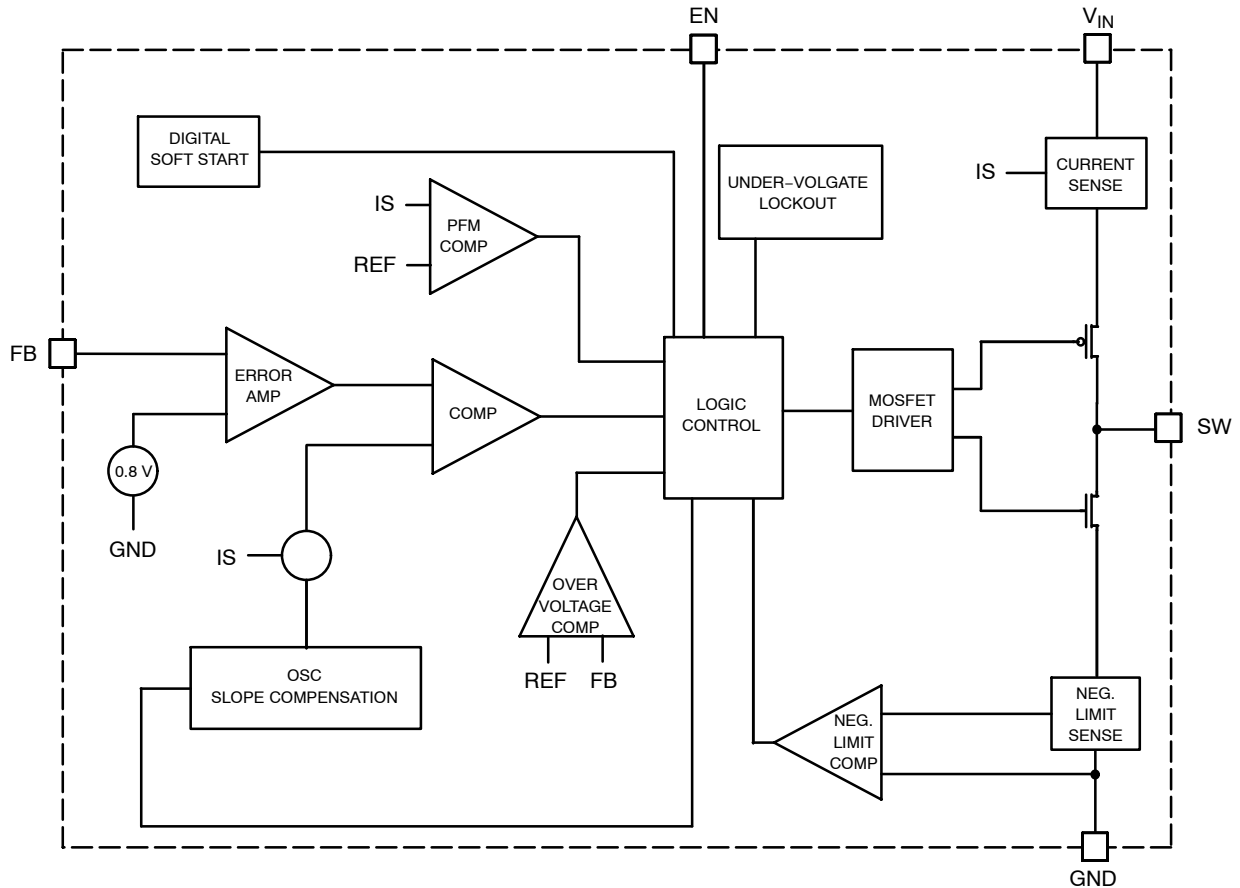 EN
VIN
DIGITAL
SOFT START
UNDER−VOLGATE
LOCKOUT
IS
CURRENT
SENSE
IS
PFM
COMP
REF
FB
ERROR
AMP
COMP
LOGIC
CONTROL
MOSFET
DRIVER
SW
0.8 V
GND
IS
OVER
VOLTAGE
COMP
REF
FB
OSC
SLOPE COMPENSATION
NEG.
LIMIT
COMP
NEG.
LIMIT
SENSE
GND